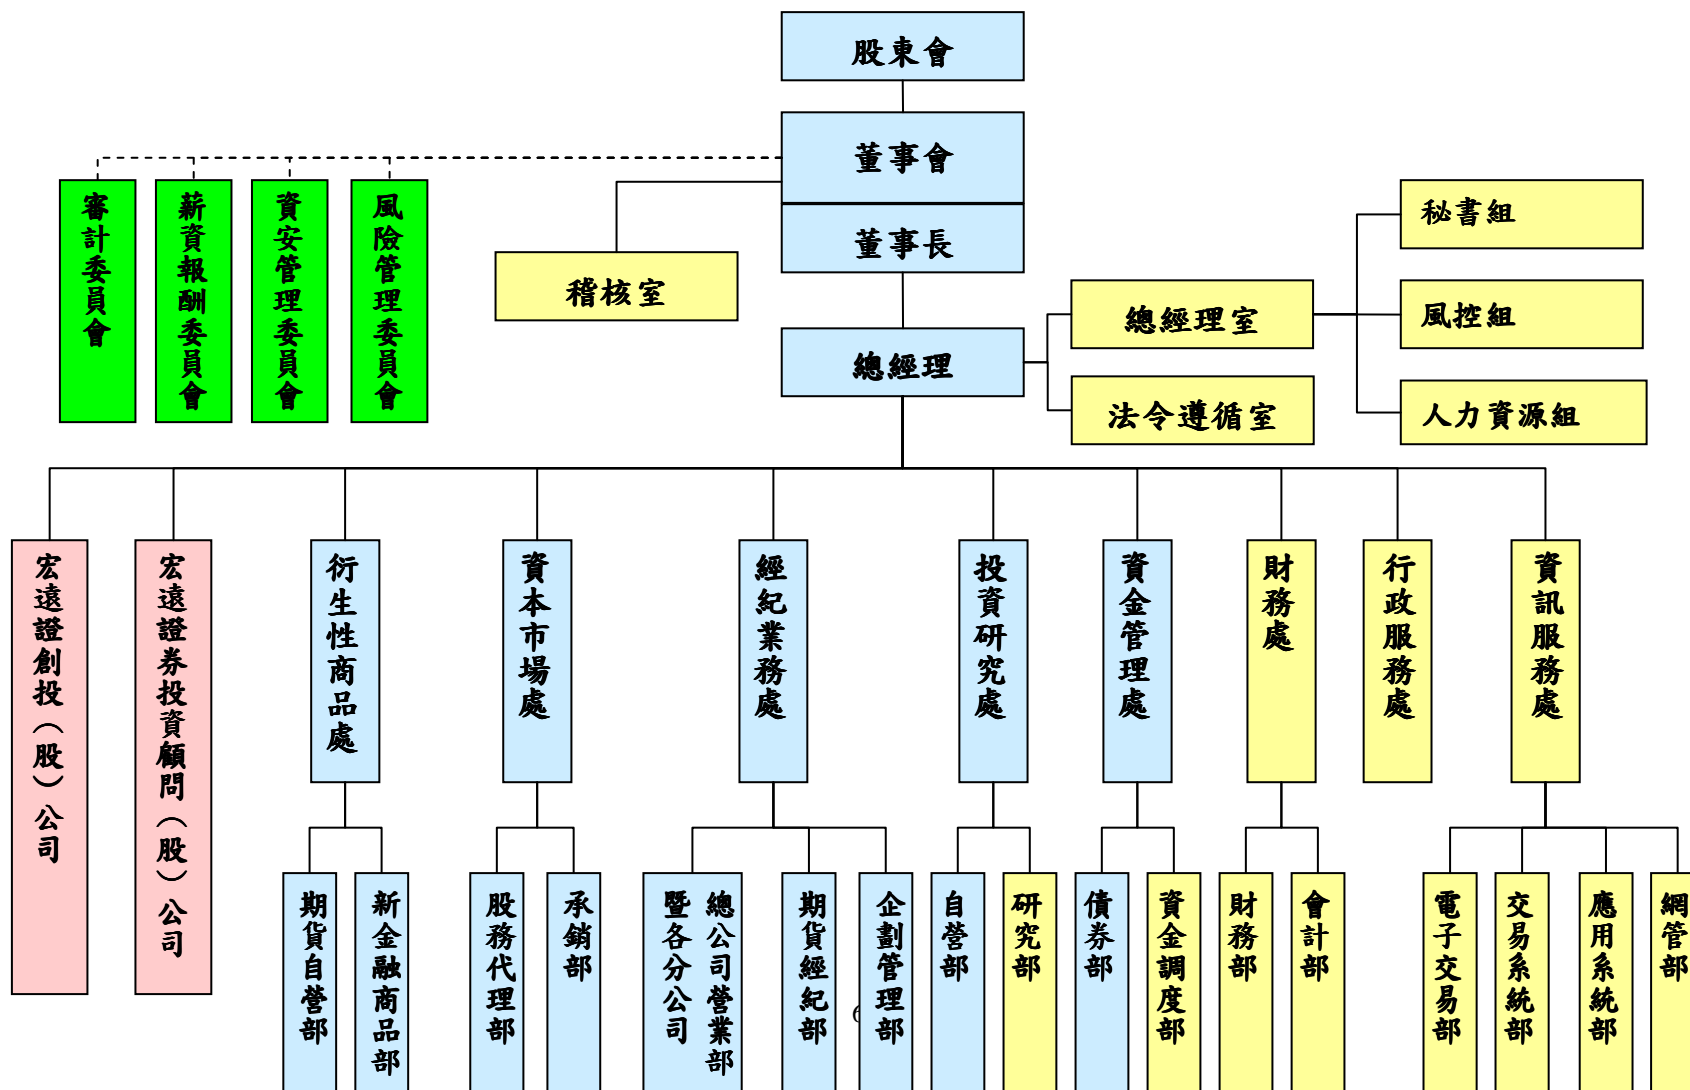 股東會
董事會
董事長
審計委員會
薪資報酬委員會
資安管理委員會
風險管理委員會
稽核室
總經理
總經理室
法令遵循室
秘書組
風控組
人力資源組
宏遠證創投（股）公司
宏遠證券投資顧問（股）公司
衍生性商品處
資本市場處
經紀業務處
投資研究處
資金管理處
財務處
行政服務處
資訊服務處
期貨自營部
新金融商品部
股務代理部
承銷部
總公司營業部
暨各分公司
期貨經紀部
企劃管理部
自營部
研究部
債券部
資金調度部
財務部
會計部
電子交易部
交易系統部
應用系統部
網管部